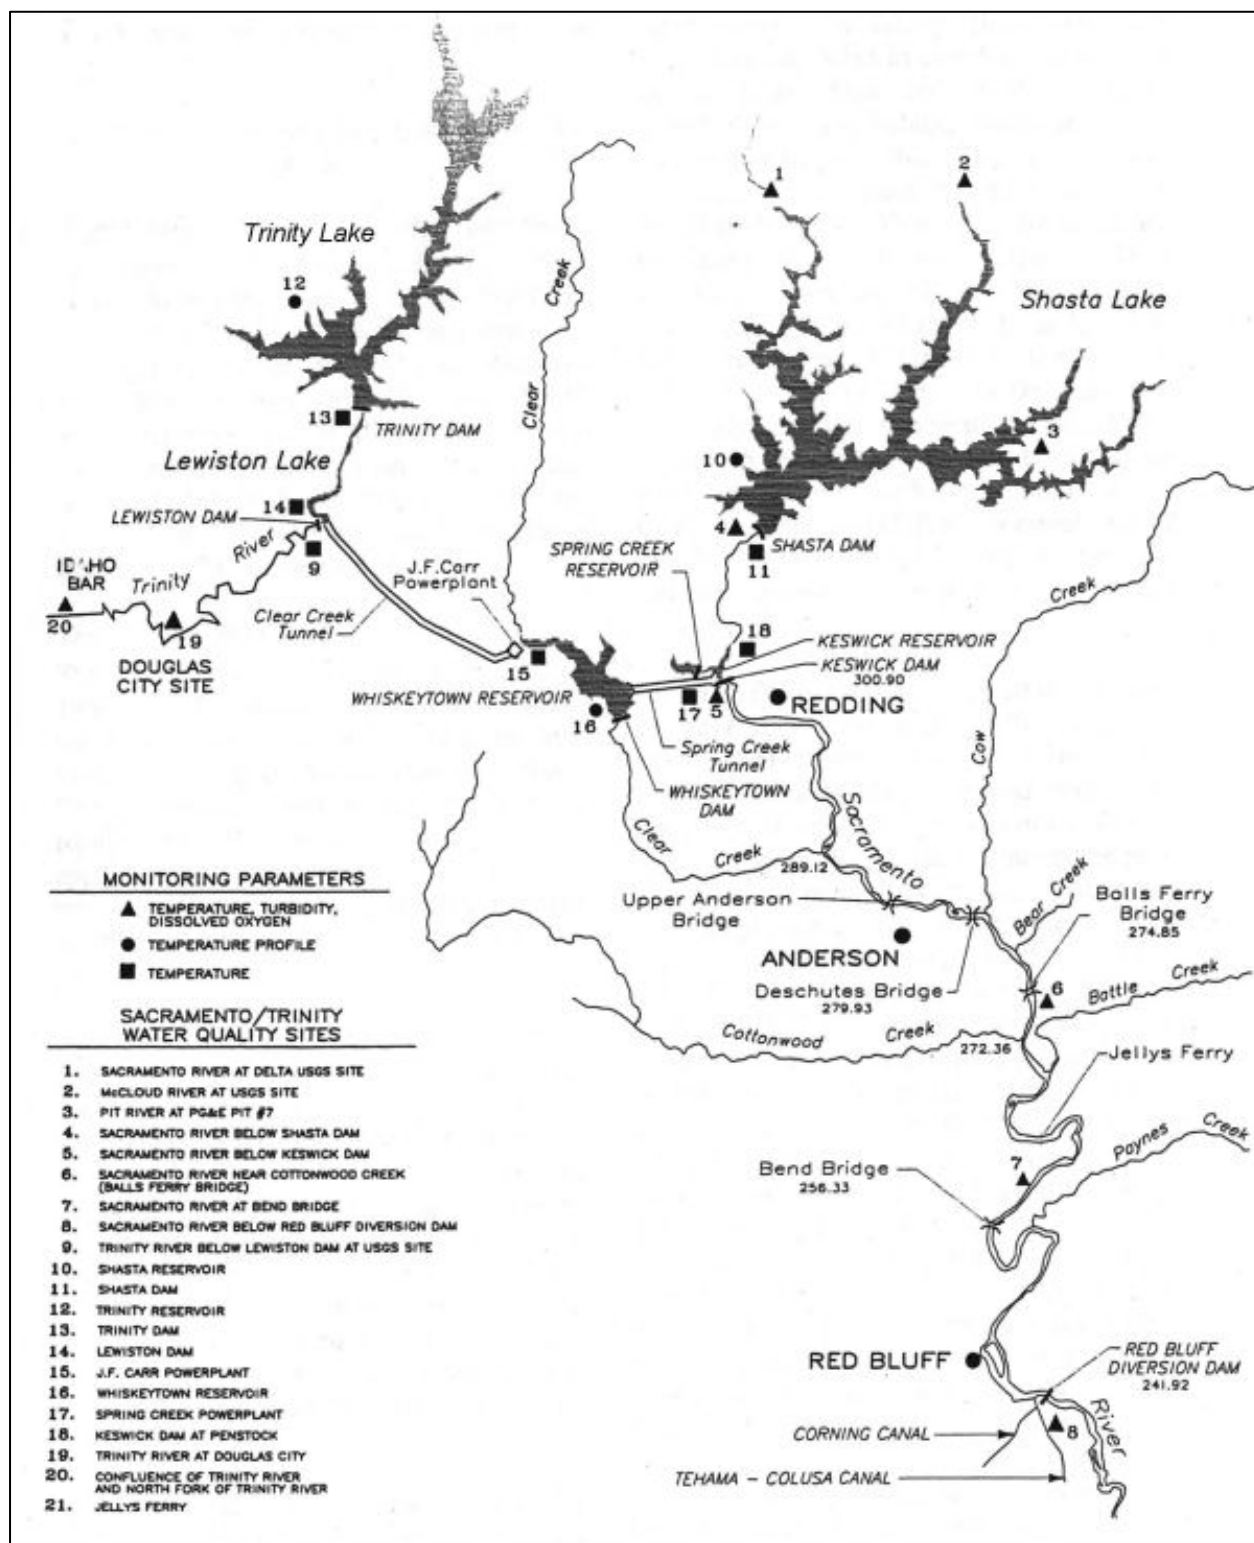 1
2
Trinity Lake
12
Shasta Lake
Creek
Clear
13
TRINITY DAM
3
10
Lewiston Lake
14
LEWISTON DAM
4
SHASTA DAM
11
SPRING CREEK
RESERVOIR
River
9
J.F.Carr
Powerplant
Creek
IDAHO
BAR
Trinity
20
19
Clear Creek
Tunnel
18
KESWICK RESERVOIR
KESWICK DAM
300.90
DOUGLAS
CITY SITE
15
WHISKEYTOWN RESERVOIR
16
17
5
REDDING
Spring Creek
Tunnel
Cow
WHISKEYTOWN
DAM
Sacramento
Clear
Creek
289.12
Upper Anderson
Bridge
Bear Creek
Balls Ferry
Bridge
274.85
ANDERSON
Deschutes Bridge
279.93
6
Battle Creek
Cottonwood Creek
272.36
Jellys Ferry
Paynes Creek
Bend Bridge
256.33
7
RED BLUFF
RED BLUFF
DIVERSION DAM
241.92
River
8
CORNING CANAL
TEHAMA - COLUSA CANAL
MONITORING PARAMETERS
TEMPERATURE, TURBIDITY,
DISSOLVED OXYGEN
TEMPERATURE PROFILE
TEMPERATURE
SACRAMENTO/TRINITY
WATER QUALITY SITES
1. SACRAMENTO RIVER AT DELTA USGS SITE
2. McCLOUD RIVER AT USGS SITE
3. PIT RIVER AT PG&E PIT #7
4. SACRAMENTO RIVER BELOW SHASTA DAM
5. SACRAMENTO RIVER BELOW KESWICK DAM
6. SACRAMENTO RIVER NEAR COTTONWOOD CREEK
(BALLS FERRY BRIDGE)
7. SACRAMENTO RIVER AT BEND BRIDGE
8. SACRAMENTO RIVER BELOW RED BLUFF DIVERSION DAM
9. TRINITY RIVER BELOW LEWISTON DAM AT USGS SITE
10. SHASTA RESERVOIR
11. SHASTA DAM
12. TRINITY RESERVOIR
13. TRINITY DAM
14. LEWISTON DAM
15. J.F. CARR POWERPLANT
16. WHISKEYTOWN RESERVOIR
17. SPRING CREEK POWERPLANT
18. KESWICK DAM AT PENSTOCK
19. TRINITY RIVER AT DOUGLAS CITY
20. CONFLUENCE OF TRINITY RIVER
AND NORTH FORK OF TRINITY RIVER
21. JELLYS FERRY